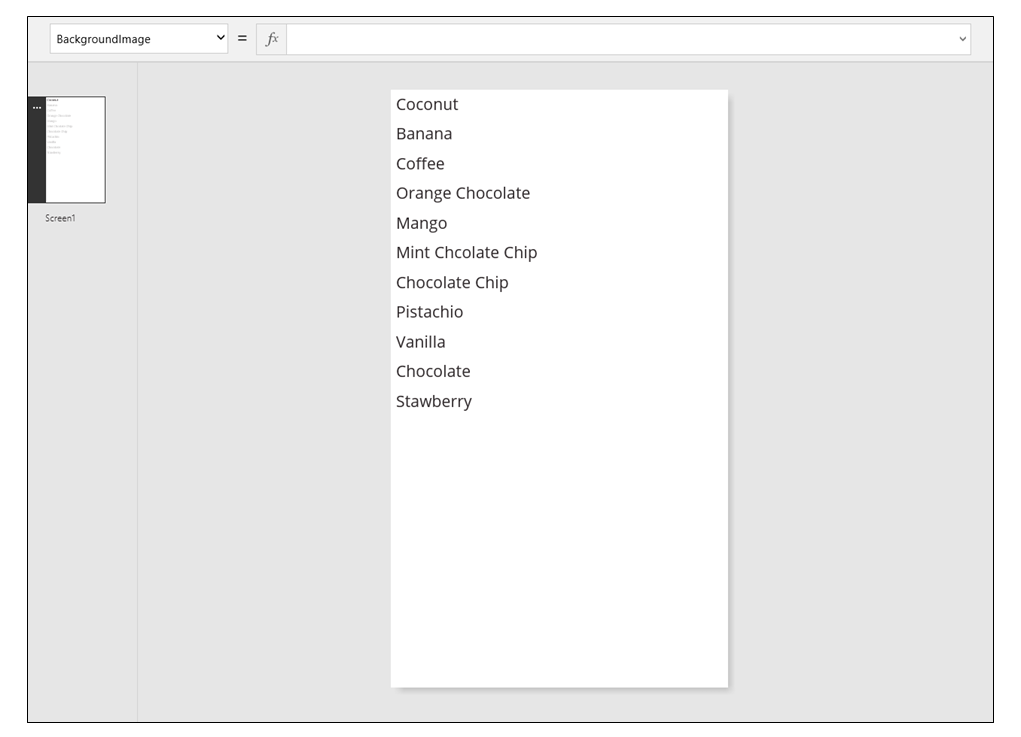 BackgroundImage = fx
Coconut
Banana
Coffee
Orange Chocolate
Mango
Mint Chcolate Chip
Chocolate Chip
Pistachio
Vanilla
Chocolate
Stawberry
Screen1